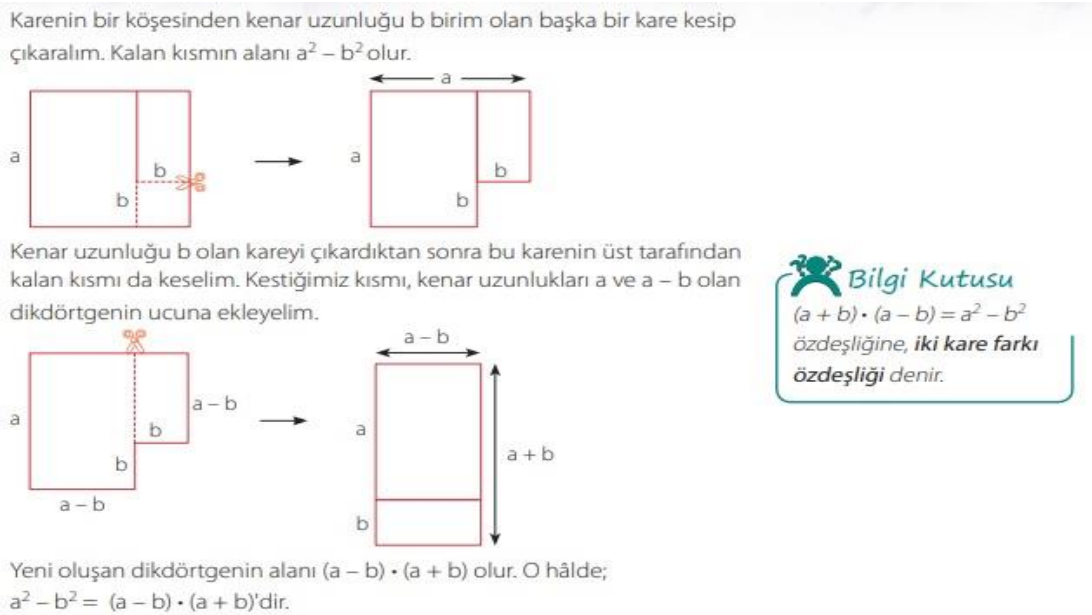 Karenin bir köşesinden kenar uzunluğu b birim olan başka bir kare kesip
çıkaralım. Kalan kısmın alanı a² – b² olur.
a
b
b
a
a
b
b
Kenar uzunluğu b olan kareyi çıkardıktan sonra bu karenin üst tarafından
kalan kısmı da keselim. Kestiğimiz kısmı, kenar uzunlukları a ve a – b olan
dikdörtgenin ucuna ekleyelim.
a
a – b
b
b
a – b
a – b
a
a + b
b
Yeni oluşan dikdörtgenin alanı (a – b) • (a + b) olur. O hâlde;
a² – b² = (a – b) • (a + b)'dir.
Bilgi Kutusu
(a + b) • (a – b) = a² – b²
özdeşliğine, iki kare farkı
özdeşliği denir.